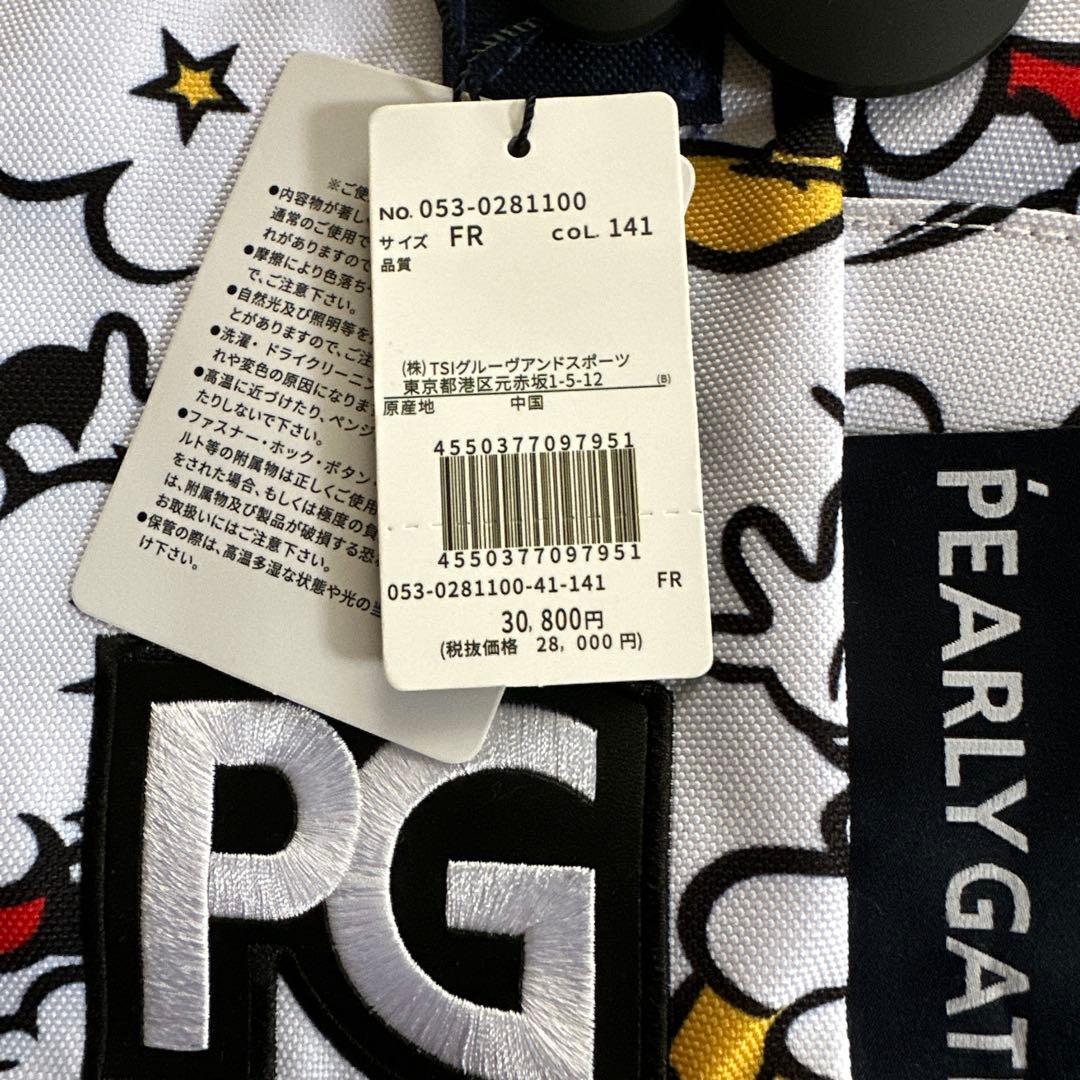 ※ご使
●内容物が著し
通常のご使用で
れがありますので
●摩擦により色落ち
で、ご注意下さい。
●自然光及び照明等を
とがありますので、ご注
●洗濯・ドライクリーニン
れや変色の原因になりま
●高温に近づけたり、ベンジ
たりしないで下さい。
●ファスナー・ホック・ボタン
ルト等の附属物は正しくご使用
をされた場合、もしくは極度の負
は、附属物及び製品が破損する恐
お取扱いにはご注意下さい。
●保管の際は、高温多湿な状態や光の当
け下さい。
NO. 053-0281100
サイズ FR COL. 141
品質
(株)TSIグルーヴアンドスポーツ
東京都港区元赤坂1-5-12 (B)
原産地 中国
4550377097951
4550377097951
053-0281100-41-141 FR
30,800円
(税抜価格 28,000円)
PG
PEARLY GAT